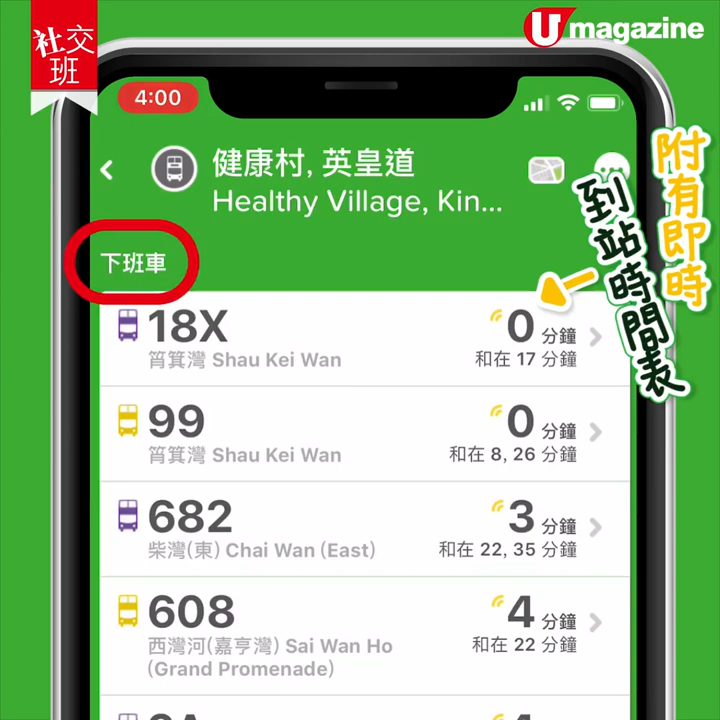 社交班
U magazine
4:00
健康村, 英皇道
Healthy Village, Kin...
附有即時
到站時間表
下班車
18X
0 分鐘
筲箕灣 Shau Kei Wan
和在 17 分鐘
99
0 分鐘
筲箕灣 Shau Kei Wan
和在 8, 26 分鐘
682
3 分鐘
柴灣(東) Chai Wan (East)
和在 22, 35 分鐘
608
4 分鐘
西灣河(嘉亨灣) Sai Wan Ho
(Grand Promenade)
和在 22 分鐘